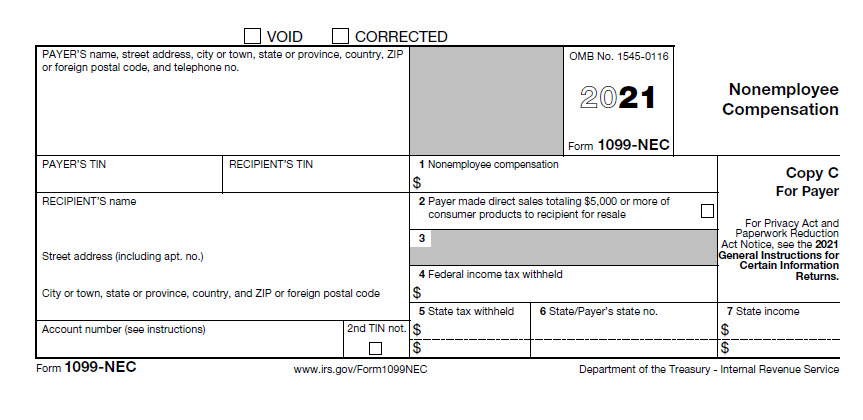 VOID CORRECTED
PAYER'S name, street address, city or town, state or province, country, ZIP
or foreign postal code, and telephone no.
OMB No. 1545-0116
2021
Form 1099-NEC
Nonemployee
Compensation
PAYER'S TIN
RECIPIENT'S TIN
1 Nonemployee compensation
$
Copy C
For Payer
For Privacy Act and
Paperwork Reduction
Act Notice, see the 2021
General Instructions for
Certain Information
Returns.
RECIPIENT'S name
2 Payer made direct sales totaling $5,000 or more of
consumer products to recipient for resale
3
Street address (including apt. no.)
4 Federal income tax withheld
$
City or town, state or province, country, and ZIP or foreign postal code
5 State tax withheld
$
$
6 State/Payer's state no.
7 State income
$
$
Account number (see instructions)
2nd TIN not.
Form 1099-NEC
www.irs.gov/Form1099NEC
Department of the Treasury - Internal Revenue Service